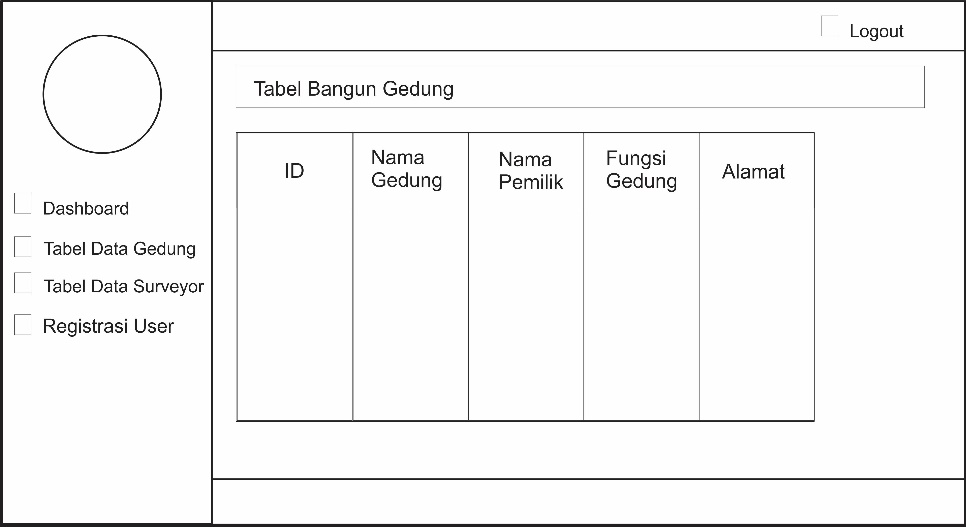 Logout
Tabel Bangun Gedung
ID
Nama
Gedung
Nama
Pemilik
Fungsi
Gedung
Alamat
Dashboard
Tabel Data Gedung
Tabel Data Surveyor
Registrasi User